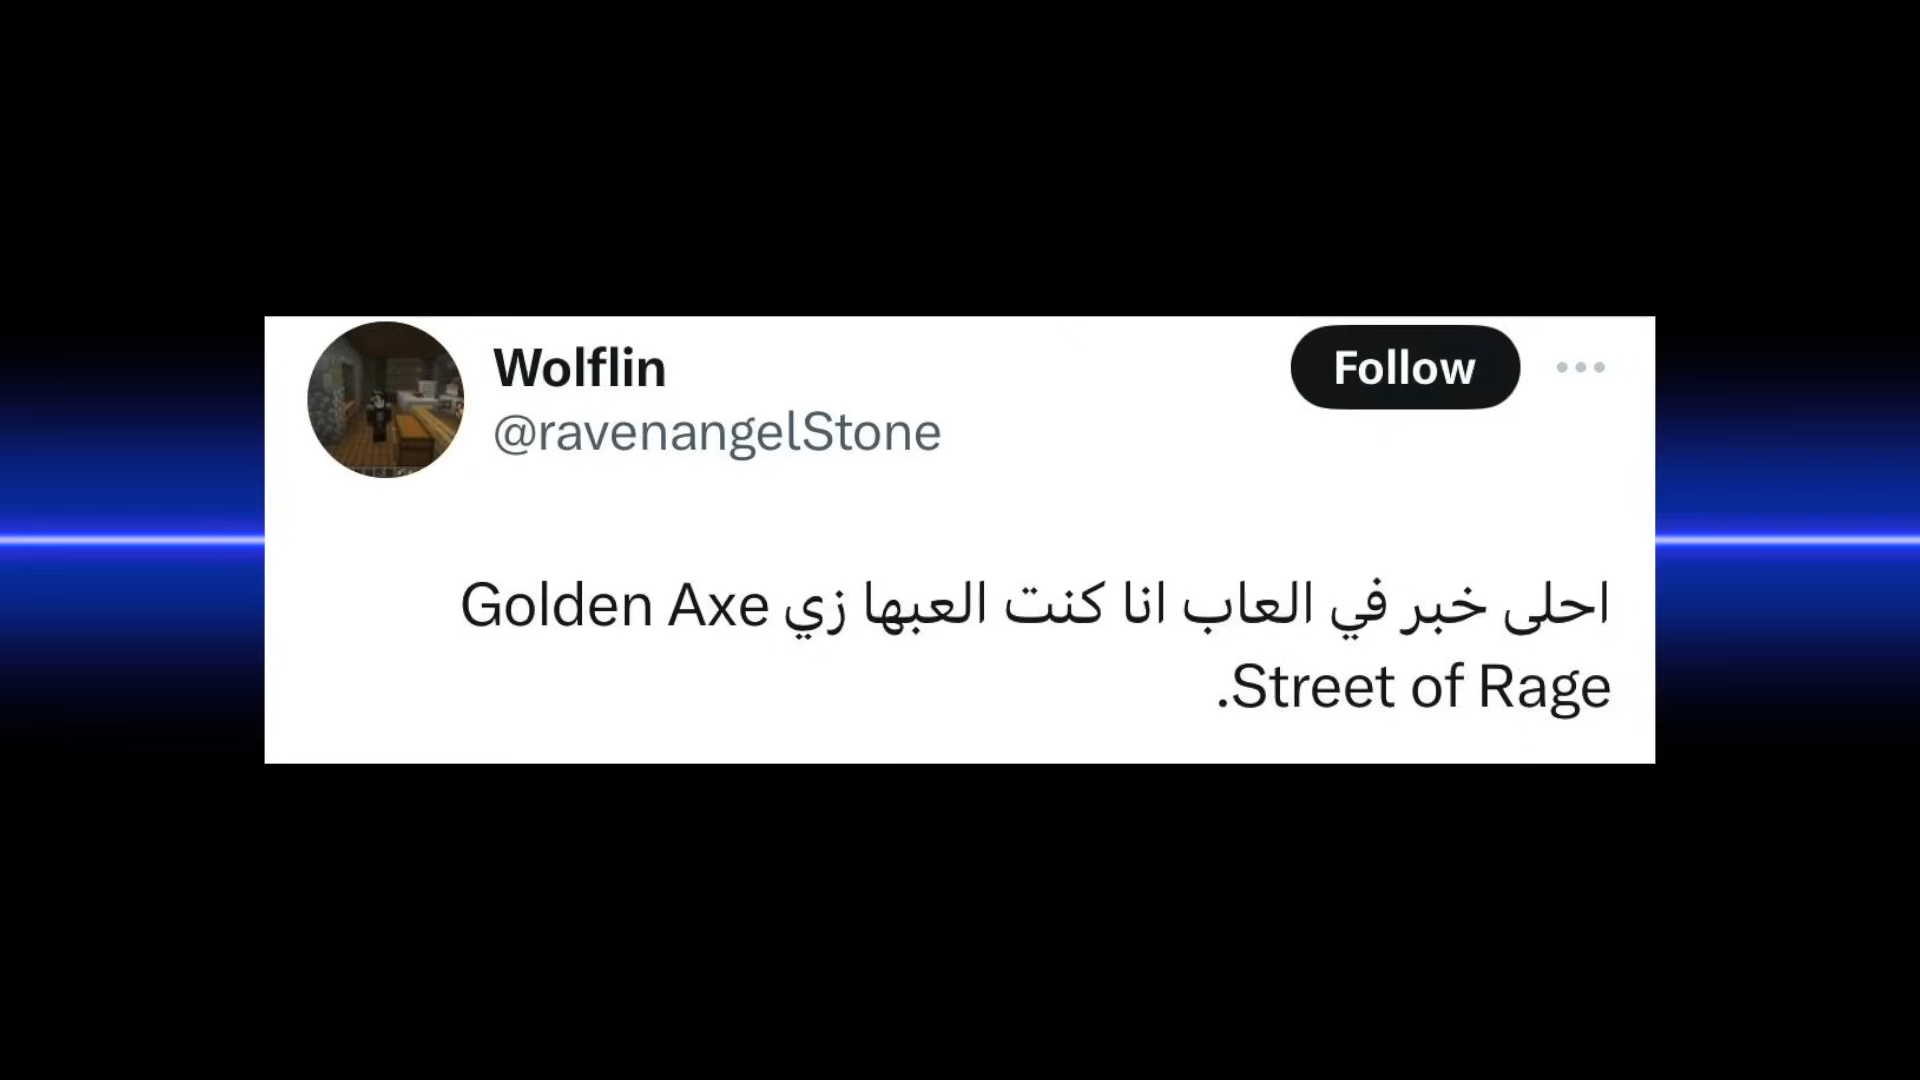 Wolflin
Follow
@ravenangelStone
احلى خبر في العاب انا كنت العبها زي Golden Axe
Street of Rage.